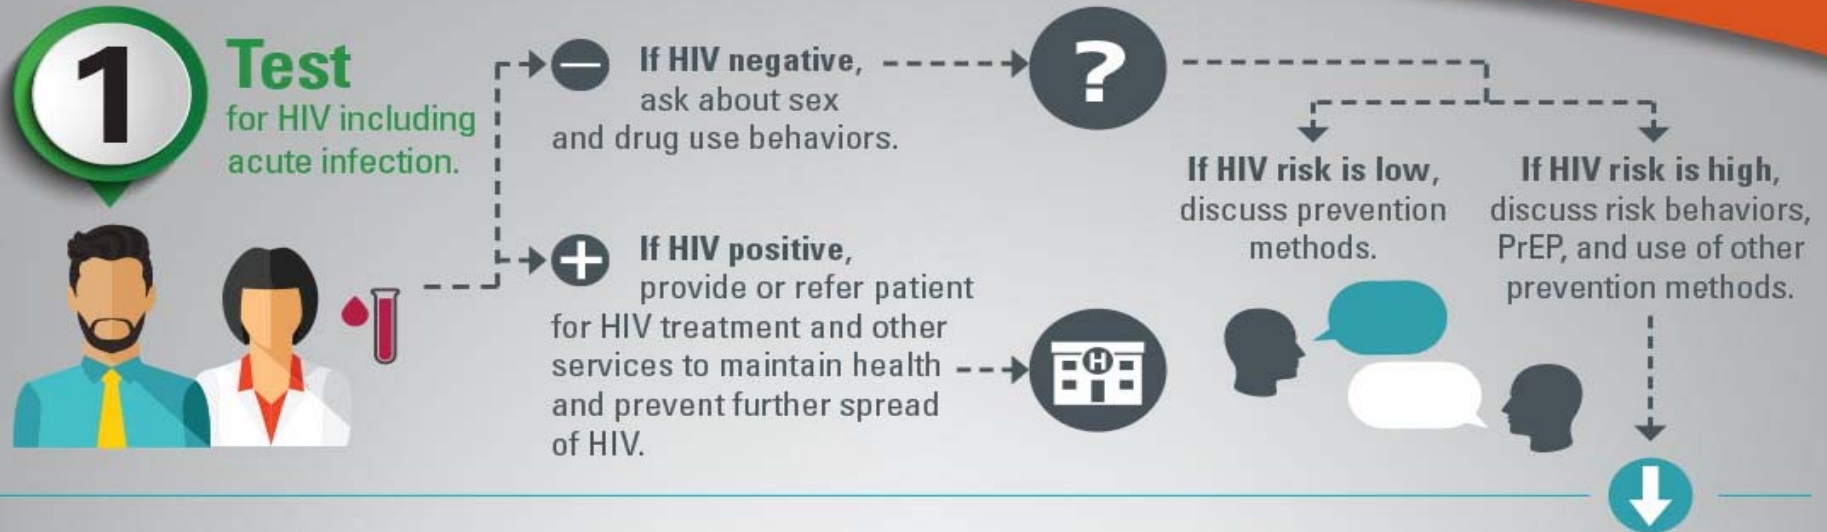 1
Test
for HIV including
acute infection.
If HIV negative,
ask about sex
and drug use behaviors.
?
If HIV risk is low,
discuss prevention
methods.
If HIV risk is high,
discuss risk behaviors,
PrEP, and use of other
prevention methods.
If HIV positive,
provide or refer patient
for HIV treatment and other
services to maintain health
and prevent further spread
of HIV.
H